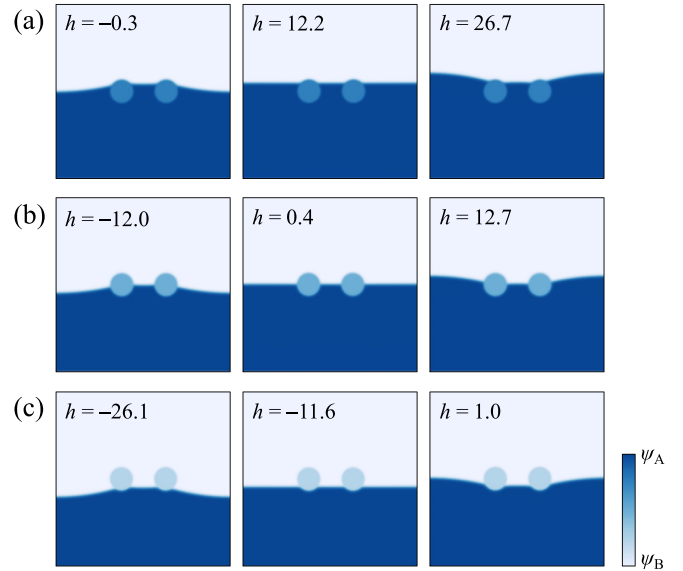 (a)
h = −0.3
h = 12.2
h = 26.7
(b)
h = −12.0
h = 0.4
h = 12.7
(c)
h = −26.1
h = −11.6
h = 1.0
ψA
ψB